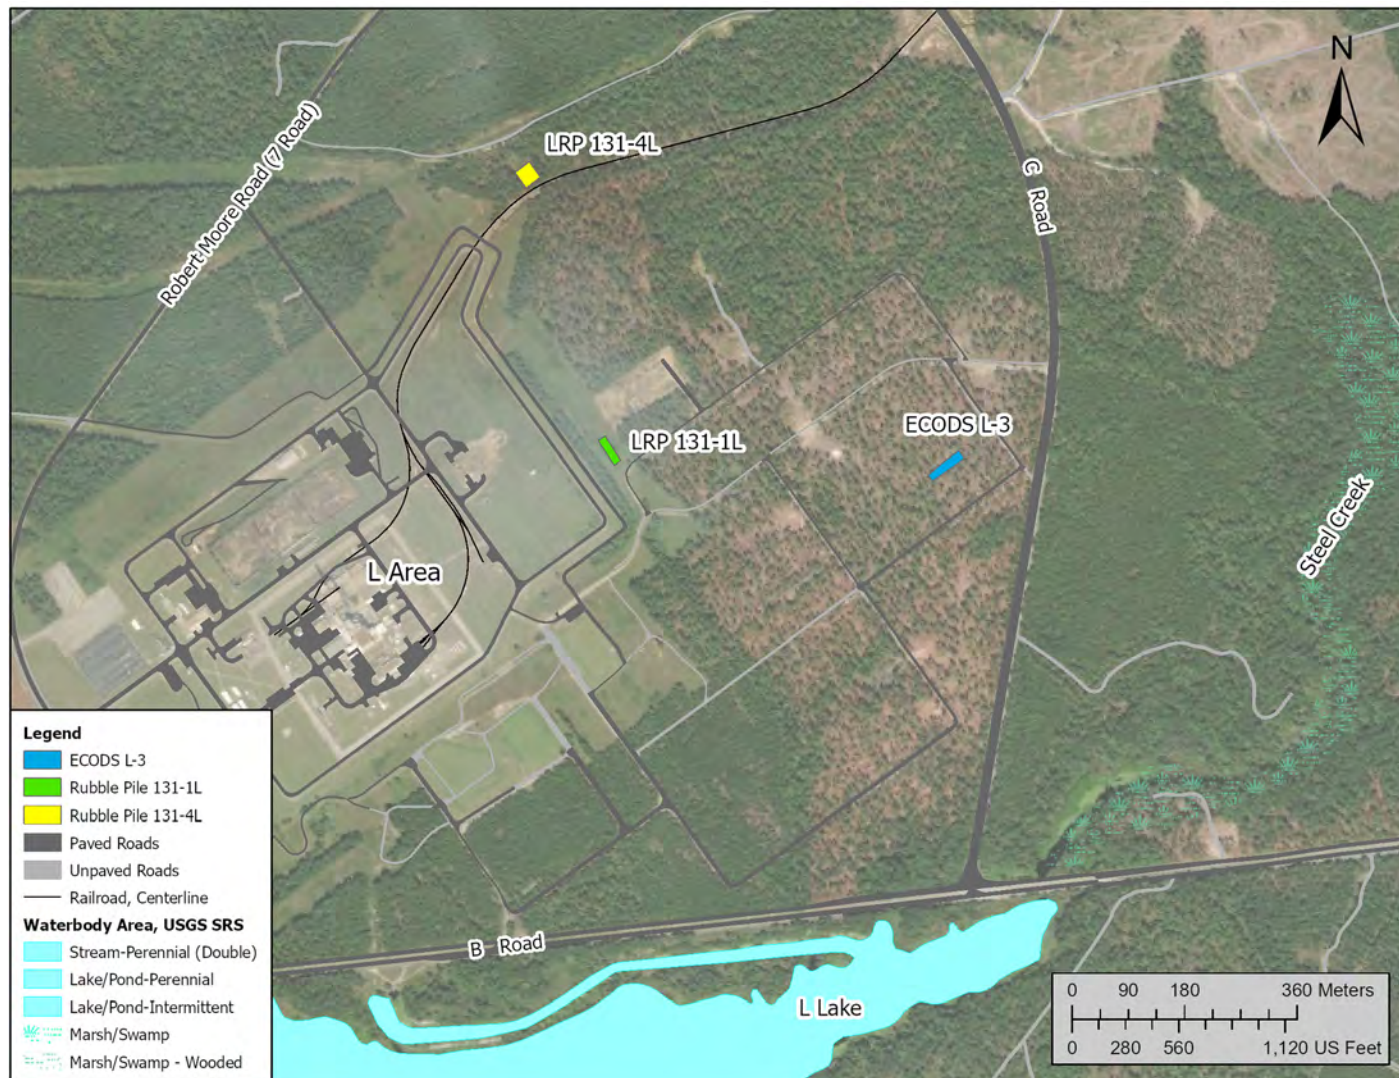 N
LRP 131-4L
Robert Moore Road (7 Road)
C Road
ECODS L-3
LRP 131-1L
Steel Creek
L Area
Legend
ECODS L-3
Rubble Pile 131-1L
Rubble Pile 131-4L
Paved Roads
Unpaved Roads
Railroad, Centerline
Waterbody Area, USGS SRS
Stream-Perennial (Double)
Lake/Pond-Perennial
Lake/Pond-Intermittent
Marsh/Swamp
Marsh/Swamp - Wooded
B Road
L Lake
0 90 180 360 Meters
0 280 560 1,120 US Feet